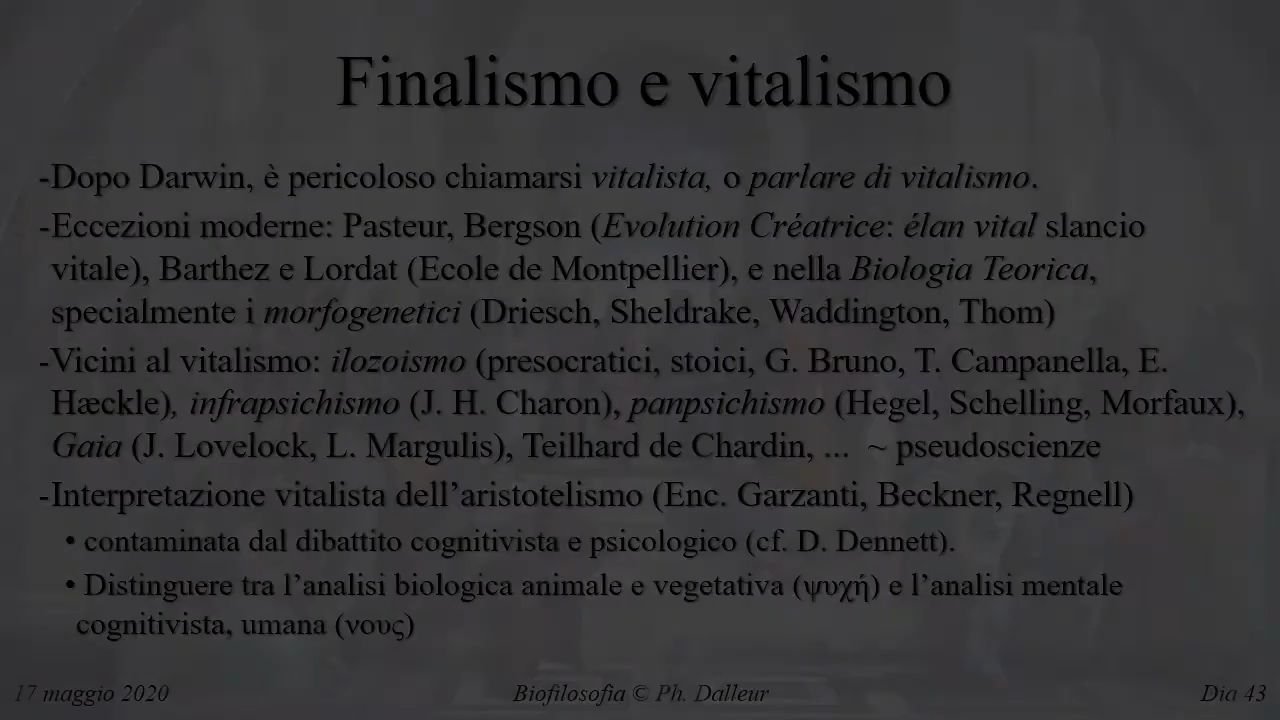 Finalismo e vitalismo
-Dopo Darwin, è pericoloso chiamarsi vitalista, o parlare di vitalismo.
-Eccezioni moderne: Pasteur, Bergson (Evolution Créatrice: élan vital slancio
vitale), Barthez e Lordat (Ecole de Montpellier), e nella Biologia Teorica,
specialmente i morfogenetici (Driesch, Sheldrake, Waddington, Thom)
-Vicini al vitalismo: ilozoismo (presocratici, stoici, G. Bruno, T. Campanella, E.
Hæckle), infrapsichismo (J. H. Charon), panpsichismo (Hegel, Schelling, Morfaux),
Gaia (J. Lovelock, L. Margulis), Teilhard de Chardin, ... ~ pseudoscienze
-Interpretazione vitalista dell’aristotelismo (Enc. Garzanti, Beckner, Regnell)
• contaminata dal dibattito cognitivista e psicologico (cf. D. Dennett).
• Distinguere tra l’analisi biologica animale e vegetativa (ψυχή) e l’analisi mentale
cognitivista, umana (νους)
17 maggio 2020 Biofilosofia © Ph. Dalleur Dia 43